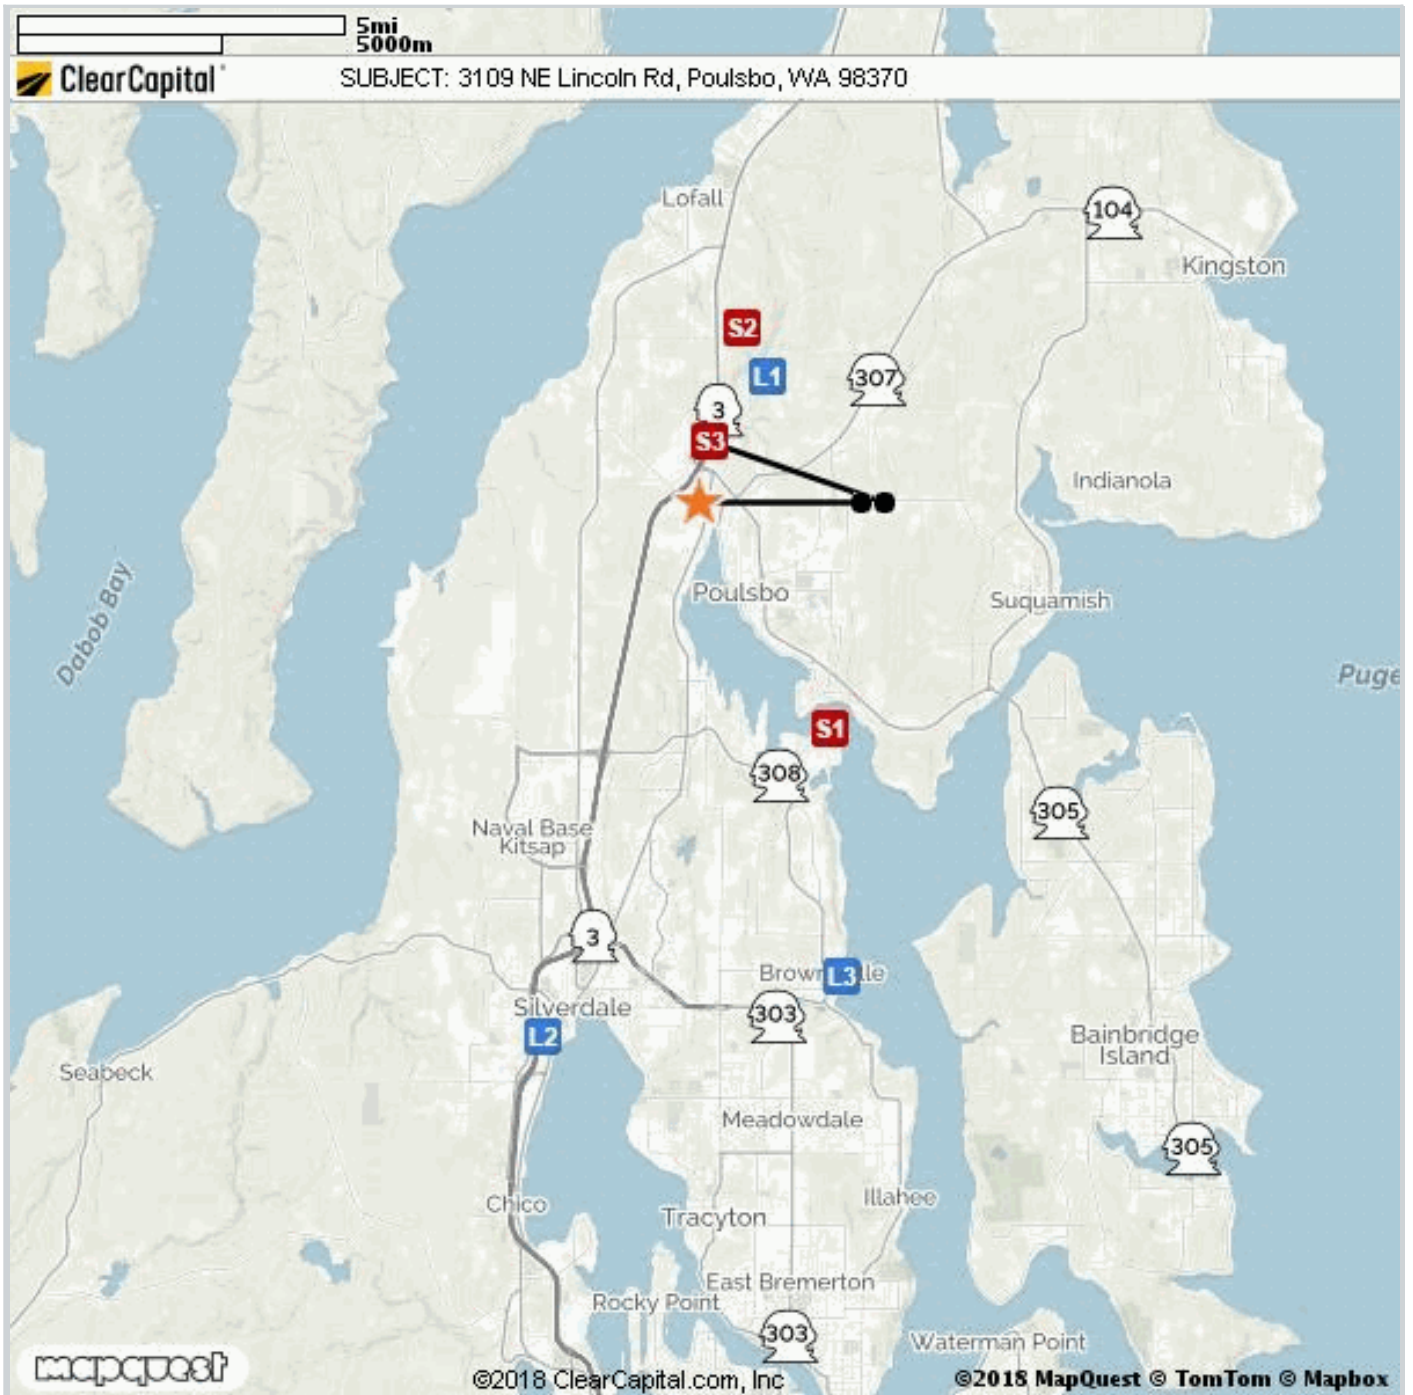 5mi
5000m
ClearCapital
SUBJECT: 3109 NE Lincoln Rd, Poulsbo, WA 98370
Lofall
104
Kingston
S2
L1
307
3
S3
Indianola
Poulsbo
Suquamish
Dabob Bay
Puge
S1
308
305
Naval Base
Kitsap
3
L3
Silverdale
303
L2
Bainbridge
Island
Seabeck
Meadowdale
305
Illahee
Chico
Tracyton
East Bremerton
Rocky Point
303
Waterman Point
mapquest
©2018 ClearCapital.com, Inc
©2018 MapQuest © TomTom © Mapbox